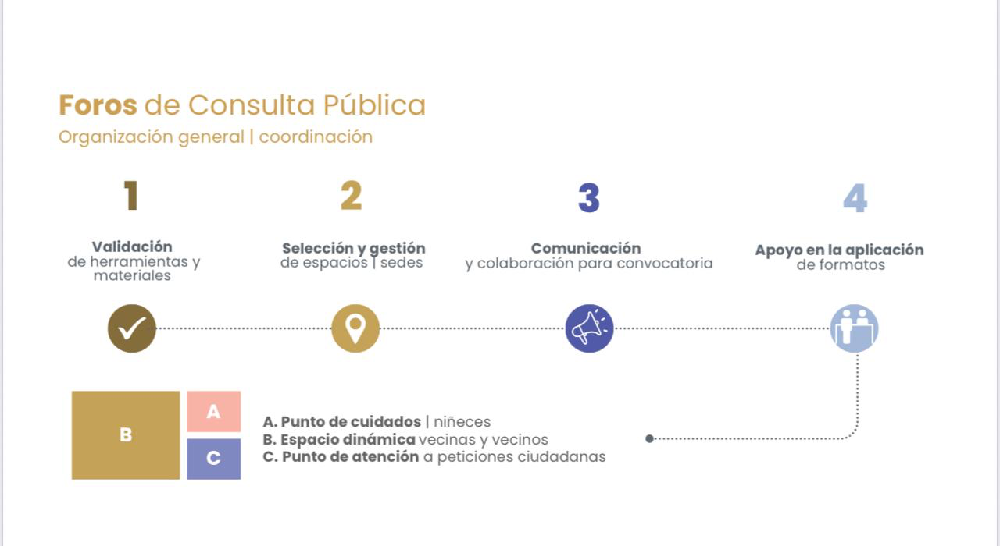 Foros de Consulta Pública
Organización general | coordinación
1
Validación
de herramientas y
materiales
2
Selección y gestión
de espacios | sedes
3
Comunicación
y colaboración para convocatoria
4
Apoyo en la aplicación
de formatos
B
A
C
A. Punto de cuidados | niñeces
B. Espacio dinámica vecinas y vecinos
C. Punto de atención a peticiones ciudadanas